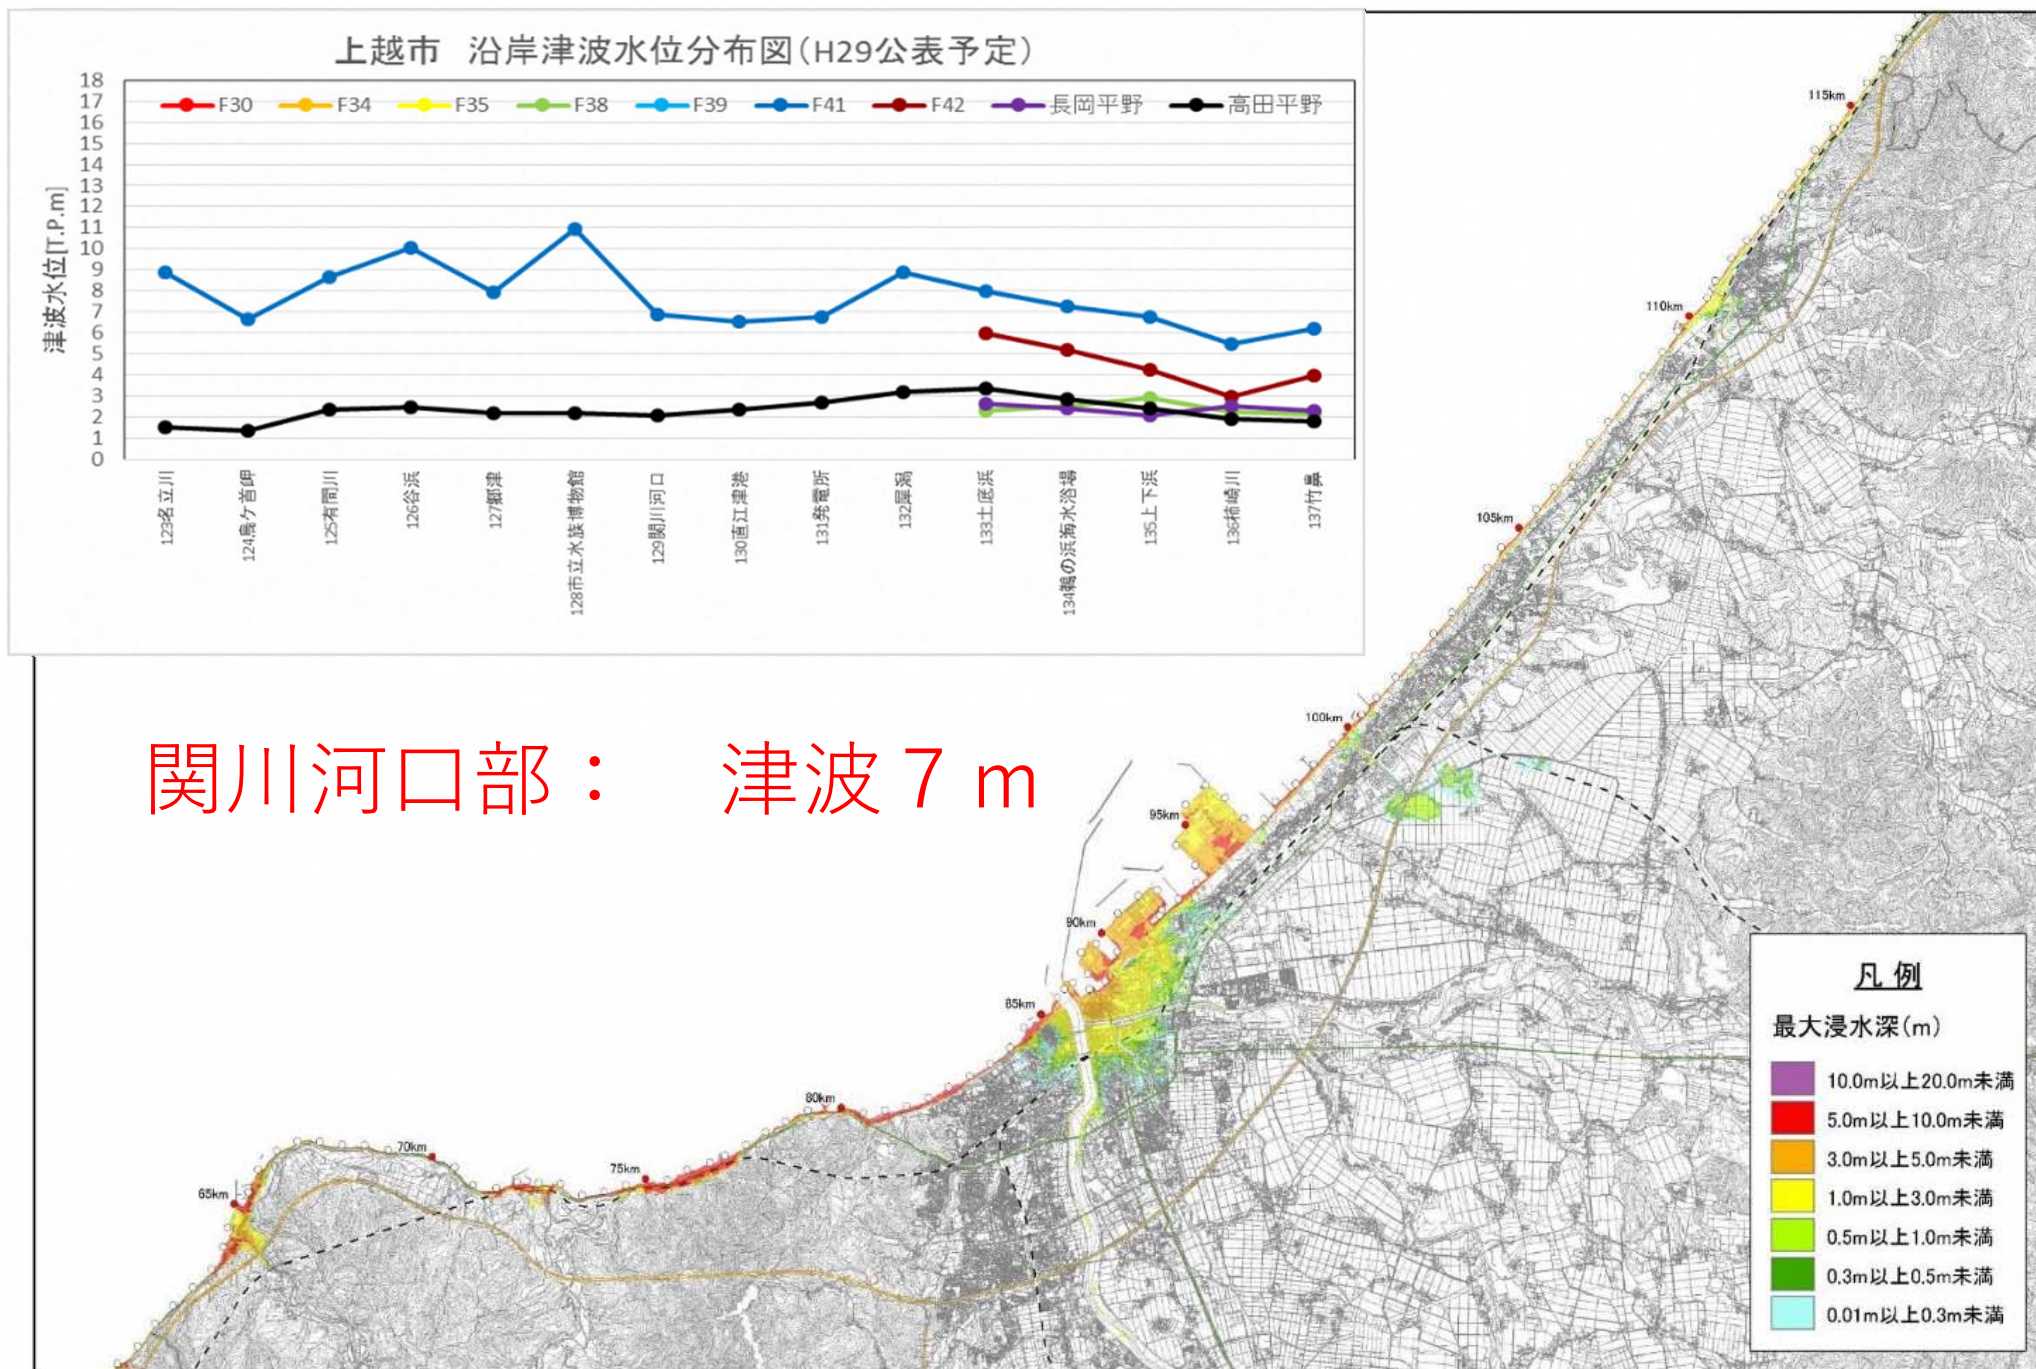 上越市 沿岸津波水位分布図(H29公表予定)
津波水位[T.P.m]
18
17
16
15
14
13
12
11
10
9
8
7
6
5
4
3
2
1
0
F30 F34 F35 F38 F39 F41 F42 長岡平野 高田平野
123名立川
124鳥ケ首岬
125有間川
126谷浜
127郷津
128市立水族博物館
129関川河口
130直江津港
131発電所
132犀潟
133土底浜
134鵜の浜海水浴場
135上下浜
136柿崎川
137竹鼻
115km
110km
105km
100km
関川河口部: 津波7m
95km
90km
85km
80km
75km
70km
65km
凡例
最大浸水深(m)
10.0m以上20.0m未満
5.0m以上10.0m未満
3.0m以上5.0m未満
1.0m以上3.0m未満
0.5m以上1.0m未満
0.3m以上0.5m未満
0.01m以上0.3m未満